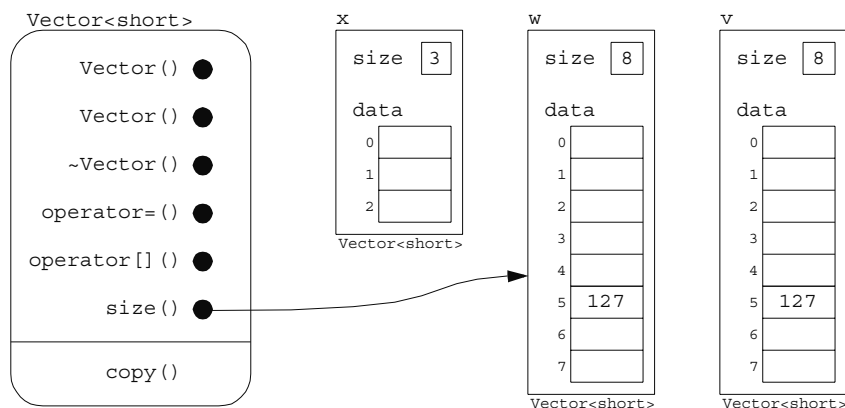 Vector<short>
Vector()
Vector()
~Vector()
operator=()
operator[]()
size()
copy()
x
size 3
data
0
1
2
Vector<short>
w
size 8
data
0
1
2
3
4
5 127
6
7
Vector<short>
v
size 8
data
0
1
2
3
4
5 127
6
7
Vector<short>